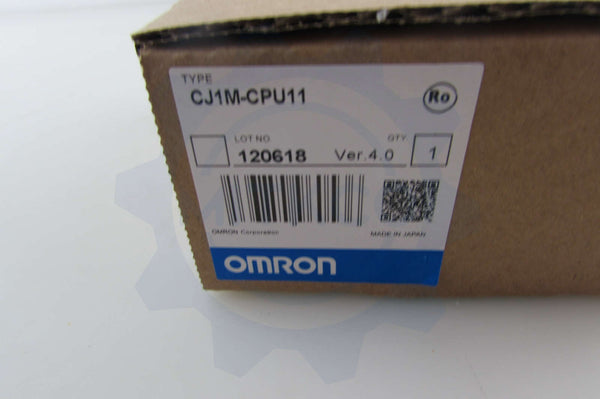 TYPE
CJ1M-CPU11
Ro
LOT NO.
QTY.
120618 Ver.4.0 1
OMRON Corporation
MADE IN JAPAN
OMRON